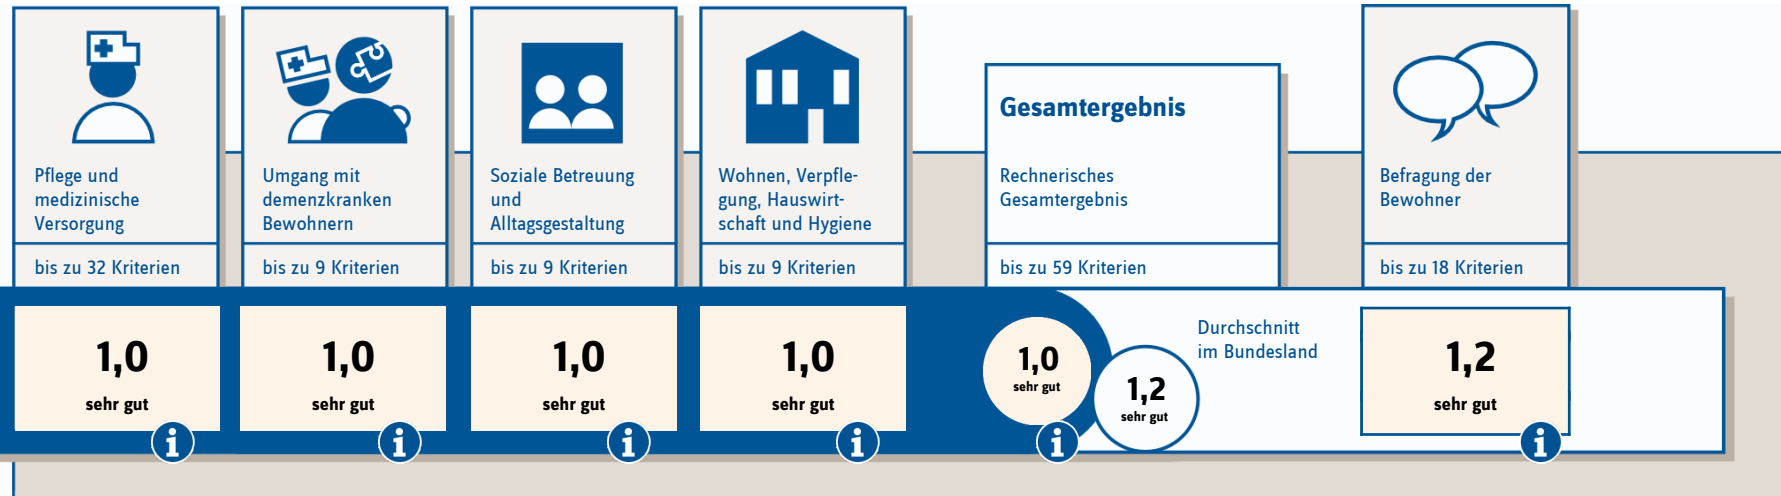 Pflege und
medizinische
Versorgung
bis zu 32 Kriterien
1,0
sehr gut
i
Umgang mit
demenzkranken
Bewohnern
bis zu 9 Kriterien
1,0
sehr gut
i
Soziale Betreuung
und
Alltagsgestaltung
bis zu 9 Kriterien
1,0
sehr gut
i
Wohnen, Verpfle-
gung, Hauswirt-
schaft und Hygiene
bis zu 9 Kriterien
1,0
sehr gut
i
Gesamtergebnis
Rechnerisches
Gesamtergebnis
bis zu 59 Kriterien
1,0
sehr gut
i
Durchschnitt
im Bundesland
1,2
sehr gut
Befragung der
Bewohner
bis zu 18 Kriterien
1,2
sehr gut
i